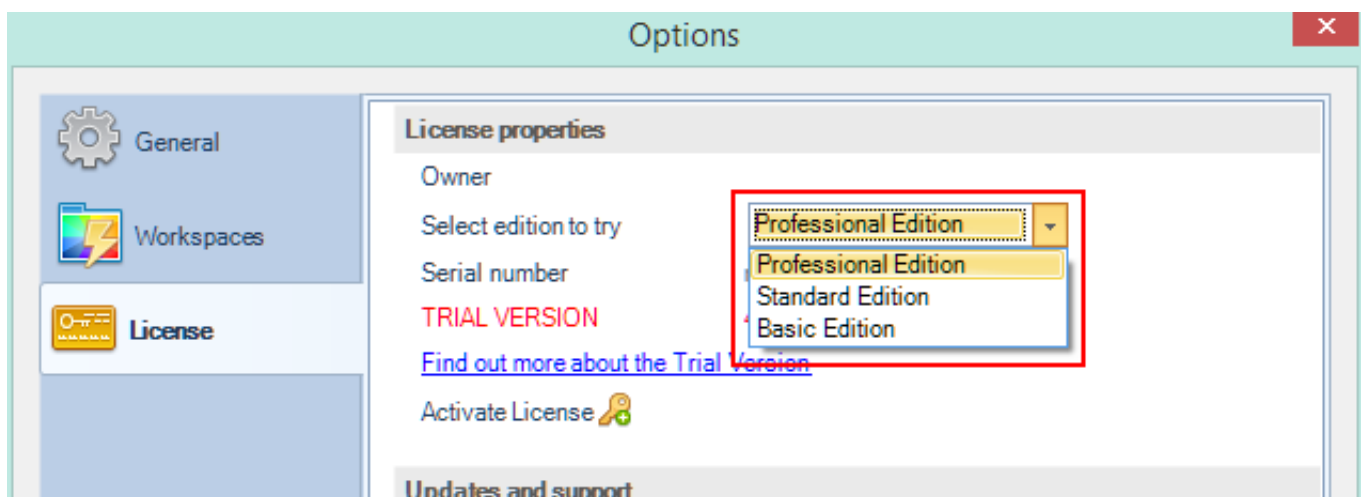 Options
General
Workspaces
License
License properties
Owner
Select edition to try
Professional Edition
Professional Edition
Standard Edition
Basic Edition
Serial number
TRIAL VERSION
Find out more about the Trial Version
Activate License
Updates and support